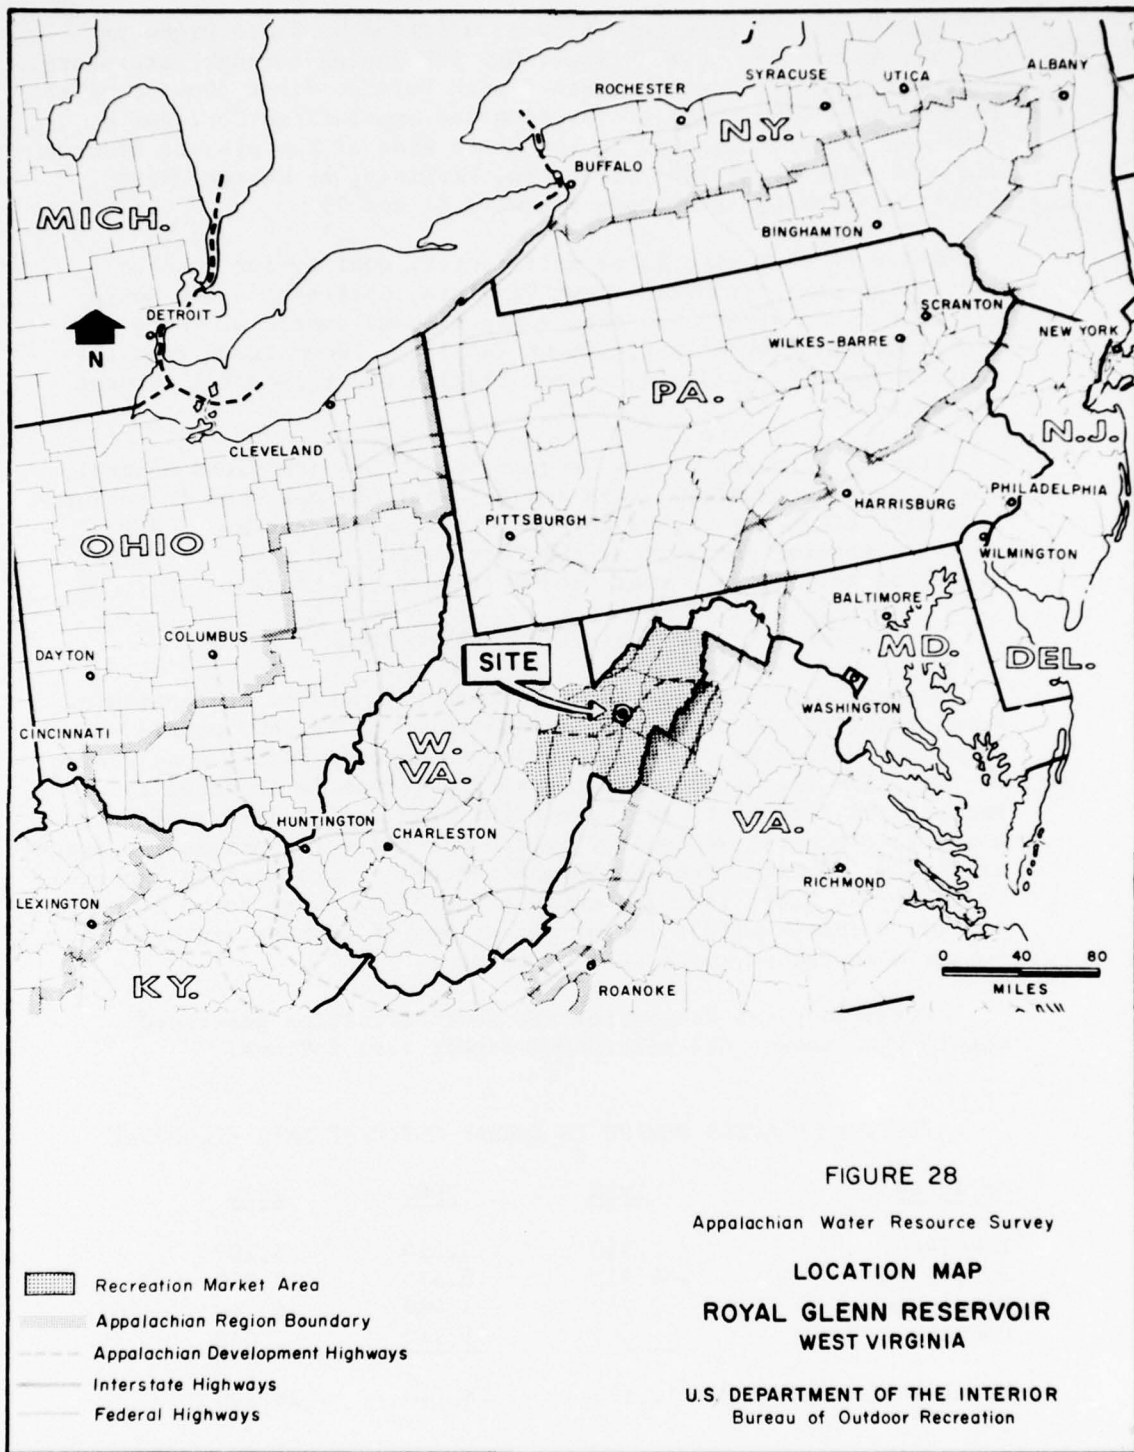 SYRACUSE
UTICA
ALBANY
ROCHESTER
N.Y.
BUFFALO
MICH.
BINGHAMTON
DETROIT
SCRANTON
NEW YORK
N
WILKES-BARRE
PA.
N.J.
CLEVELAND
PHILADELPHIA
HARRISBURG
PITTSBURGH
OHIO
WILMINGTON
BALTIMORE
COLUMBUS
MD.
DAYTON
SITE
DEL.
WASHINGTON
CINCINNATI
W.
VA.
HUNTINGTON
CHARLESTON
VA.
RICHMOND
LEXINGTON
0 40 80
MILES
KY.
ROANOKE
FIGURE 28
Appalachian Water Resource Survey
LOCATION MAP
ROYAL GLENN RESERVOIR
WEST VIRGINIA
U.S. DEPARTMENT OF THE INTERIOR
Bureau of Outdoor Recreation
Recreation Market Area
Appalachian Region Boundary
Appalachian Development Highways
Interstate Highways
Federal Highways